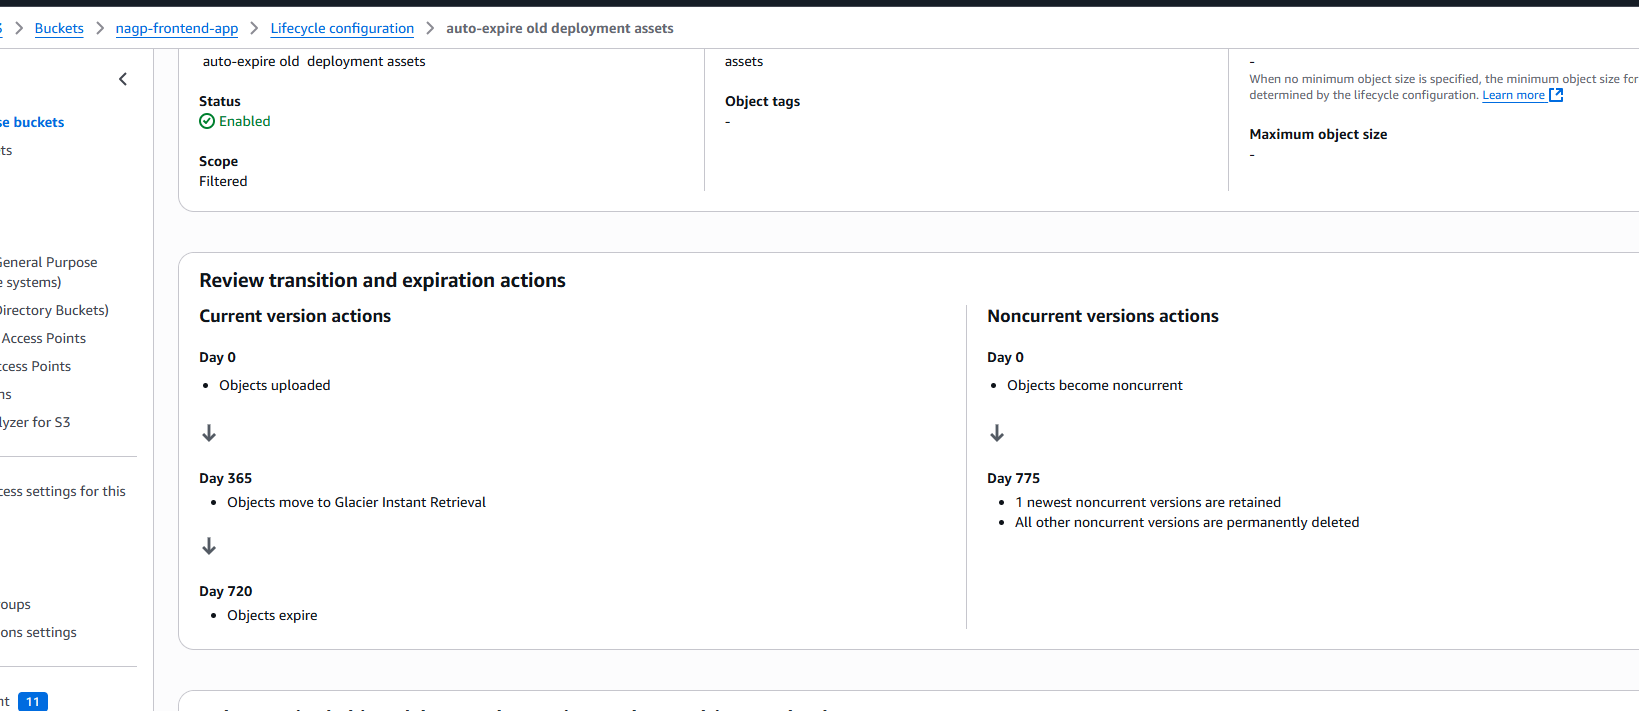 Buckets > nagp-frontend-app > Lifecycle configuration > auto-expire old deployment assets
auto-expire old deployment assets
Status
Enabled
Scope
Filtered
assets
Object tags
-
-
When no minimum object size is specified, the minimum object size for
determined by the lifecycle configuration. Learn more
Maximum object size
-
se buckets
ts
General Purpose
e systems)
Directory Buckets)
Access Points
ccess Points
ns
lyzer for S3
cess settings for this
oups
ons settings
nt 11
Review transition and expiration actions
Current version actions
Day 0
• Objects uploaded
Day 365
• Objects move to Glacier Instant Retrieval
Day 720
• Objects expire
Noncurrent versions actions
Day 0
• Objects become noncurrent
Day 775
• 1 newest noncurrent versions are retained
• All other noncurrent versions are permanently deleted